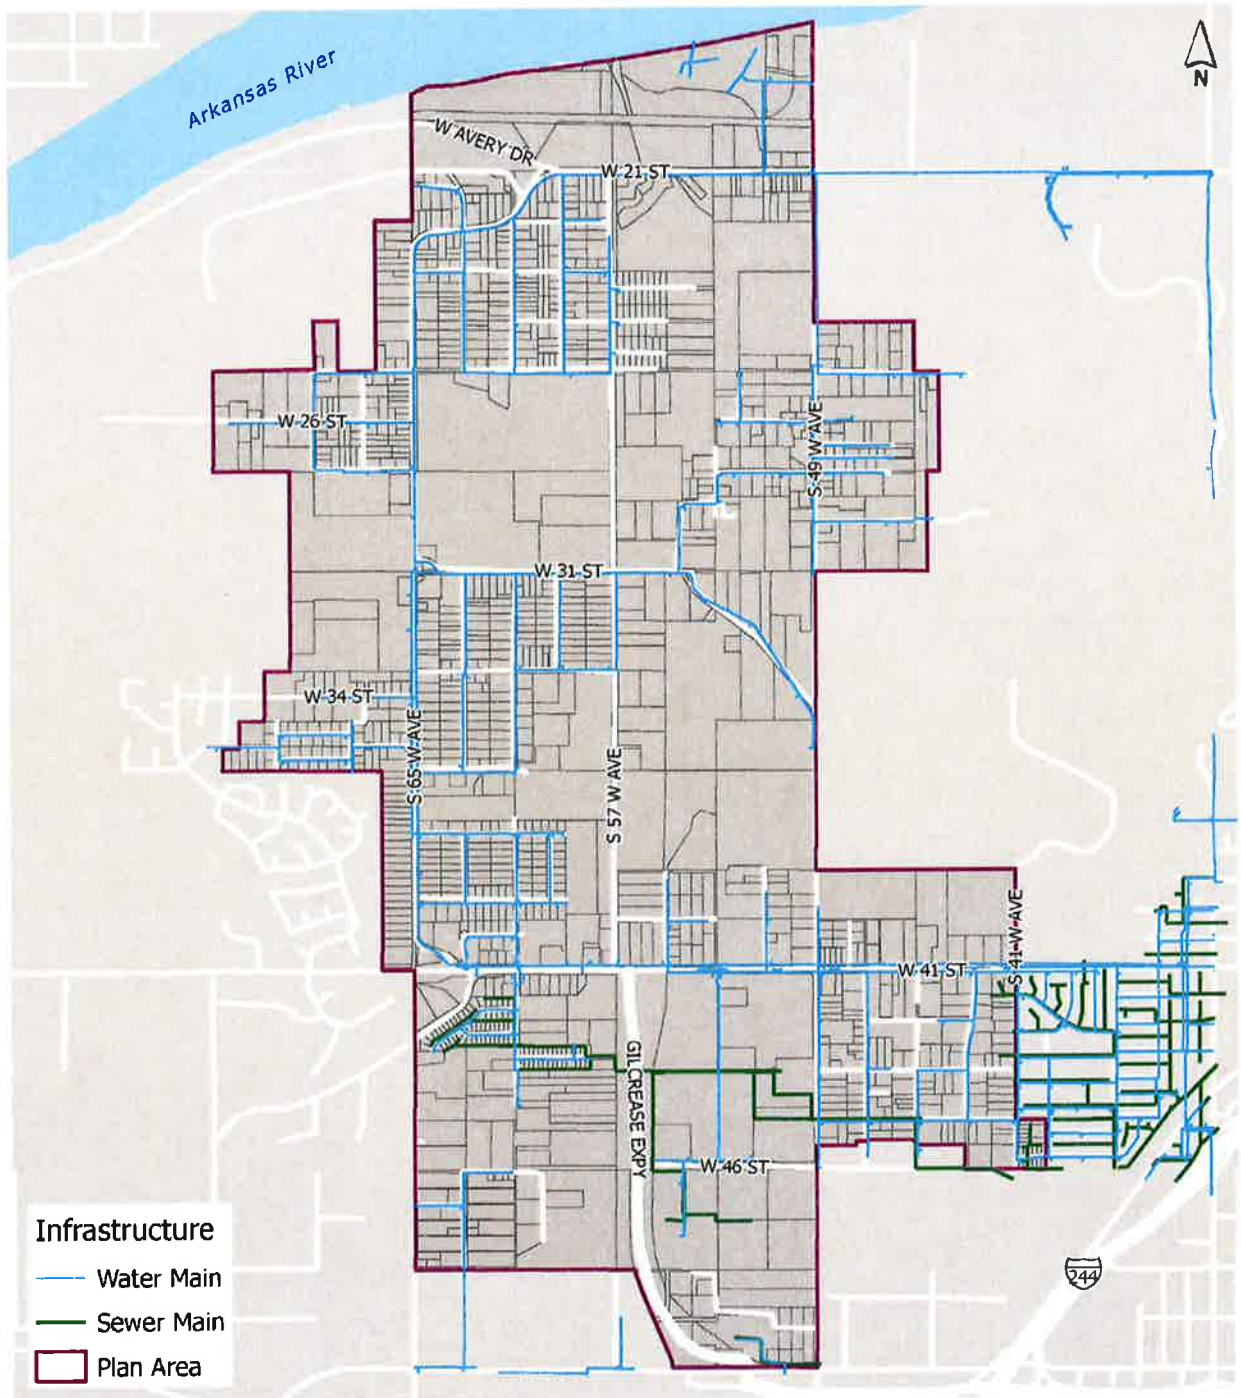 Arkansas River
N
W AVERY DR
W 21 ST
W 26 ST
S 49 W AVE
W 31 ST
W 34 ST
S 65 W AVE
S 57 W AVE
S 41 W AVE
W 41 ST
GILCREASE EXPY
W 46 ST
244
Infrastructure
Water Main
Sewer Main
Plan Area